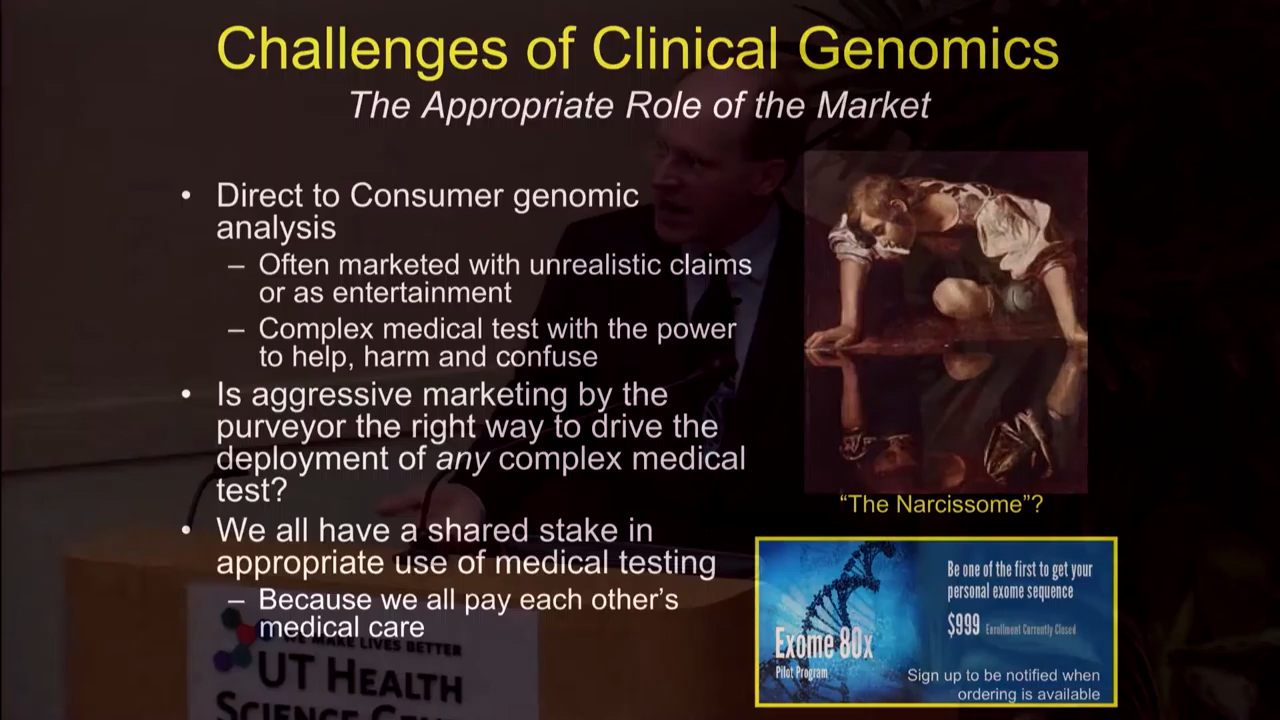 Challenges of Clinical Genomics
The Appropriate Role of the Market
• Direct to Consumer genomic
analysis
– Often marketed with unrealistic claims
or as entertainment
– Complex medical test with the power
to help, harm and confuse
• Is aggressive marketing by the
purveyor the right way to drive the
deployment of any complex medical
test?
• We all have a shared stake in
appropriate use of medical testing
– Because we all pay each other's
medical care
“The Narcissome”?
Be one of the first to get your
personal exome sequence
$999 Enrollment Currently Closed
Exome 80x
Pilot Program
Sign up to be notified when
ordering is available
WE MAKE LIVES BETTER
UT HEALTH
SCIENCE